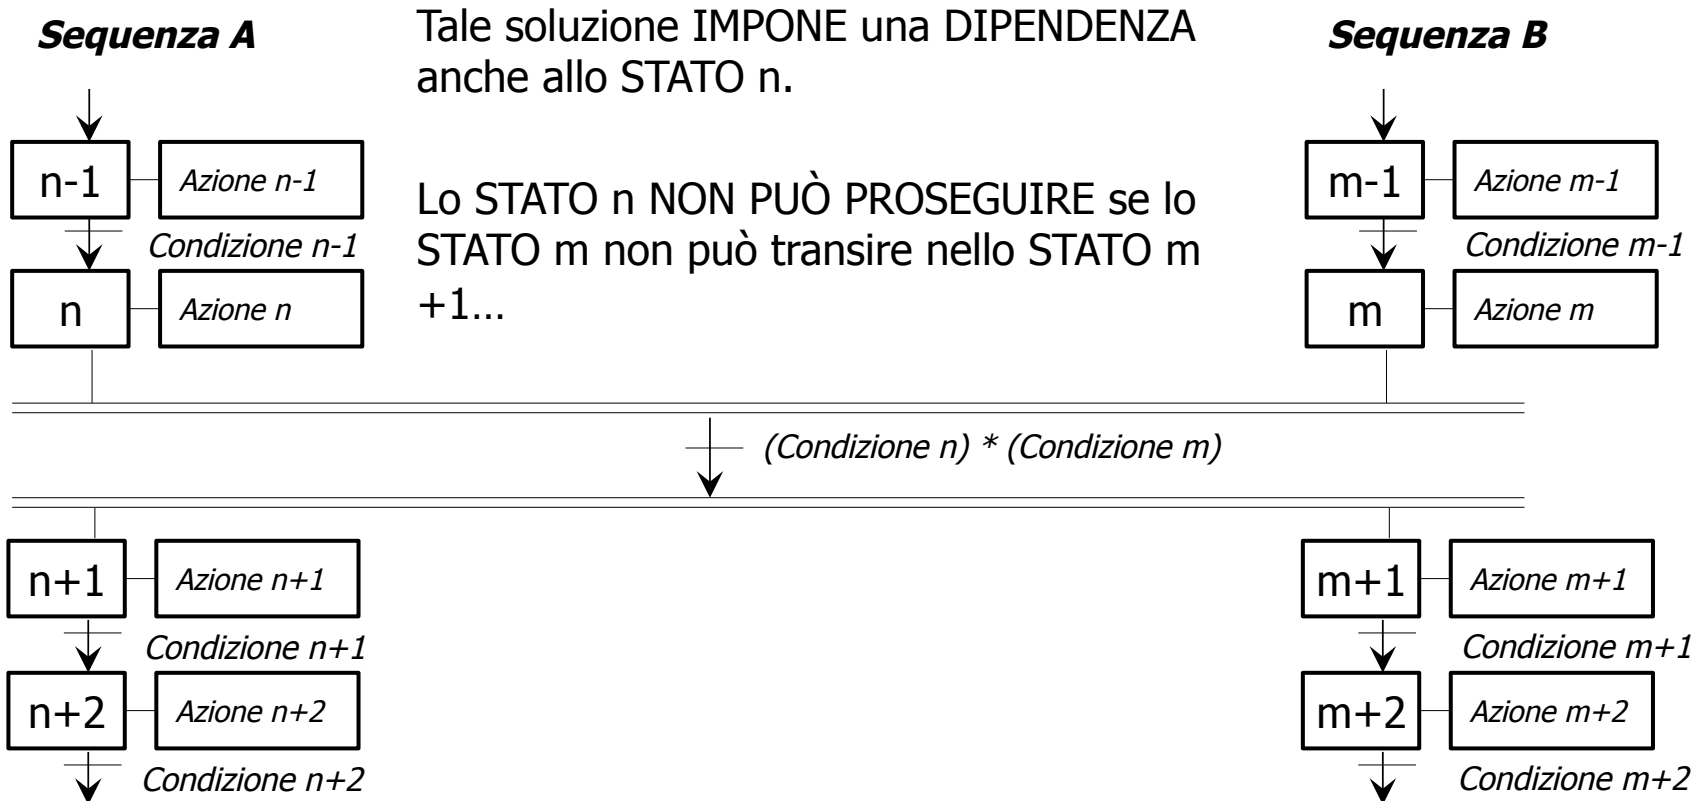 Sequenza A
Tale soluzione IMPONE una DIPENDENZA
anche allo STATO n.
Sequenza B
n-1
Azione n-1
Lo STATO n NON PUÒ PROSEGUIRE se lo
STATO m non può transire nello STATO m
+1...
m-1
Azione m-1
Condizione n-1
Condizione m-1
n
Azione n
m
Azione m
(Condizione n) * (Condizione m)
n+1
Azione n+1
m+1
Azione m+1
Condizione n+1
Condizione m+1
n+2
Azione n+2
m+2
Azione m+2
Condizione n+2
Condizione m+2